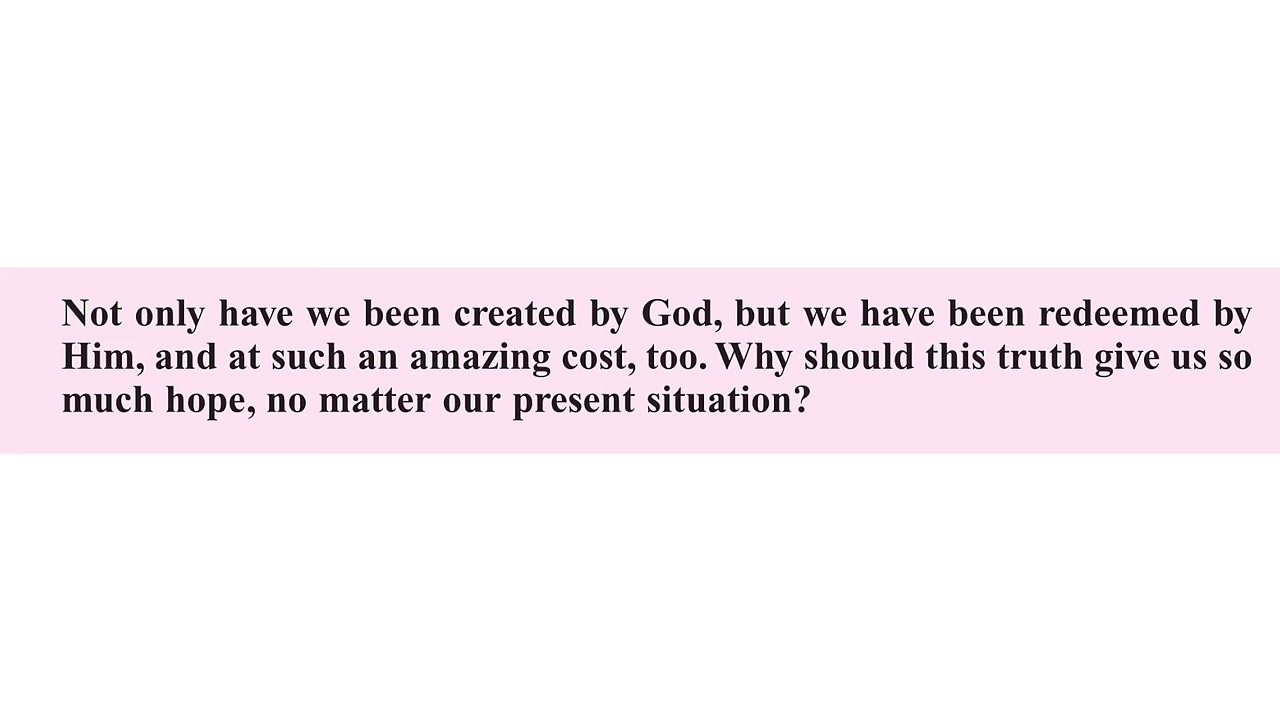 Not only have we been created by God, but we have been redeemed by
Him, and at such an amazing cost, too. Why should this truth give us so
much hope, no matter our present situation?